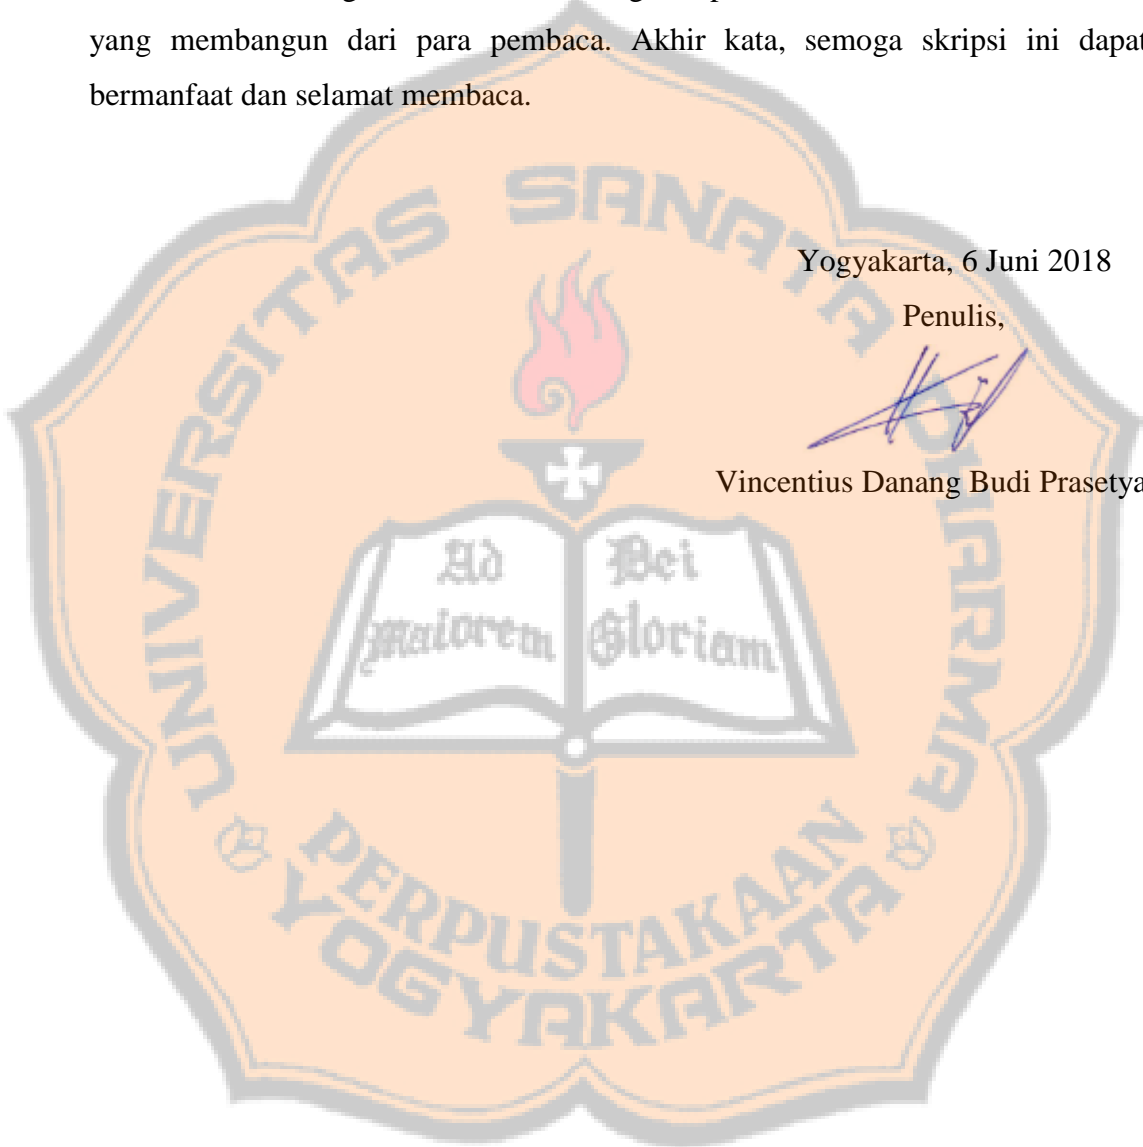 yang membangun dari para pembaca. Akhir kata, semoga skripsi ini dapat
bermanfaat dan selamat membaca.
Yogyakarta, 6 Juni 2018
Penulis,
Vincentius Danang Budi Prasetya
UNIVERSITAS SANATA DHARMA
Ad Dei
maiorem Gloriam
PERPUSTAKAAN
YOGYAKARTA